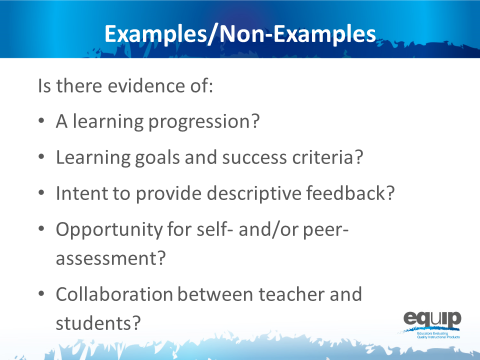 Examples/Non-Examples
Is there evidence of:
• A learning progression?
• Learning goals and success criteria?
• Intent to provide descriptive feedback?
• Opportunity for self- and/or peer-
assessment?
• Collaboration between teacher and
students?
equip
Educators Evaluating
Quality Instructional Products